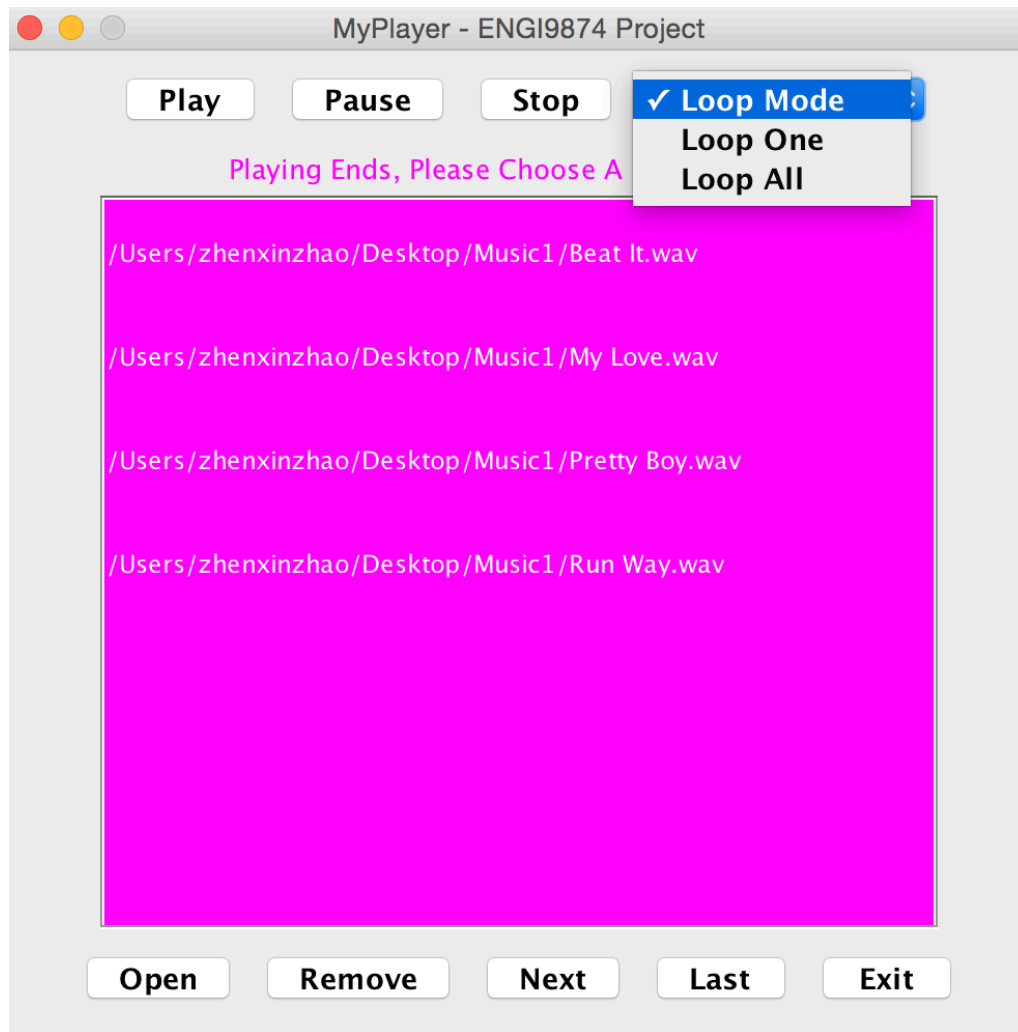 MyPlayer - ENGI9874 Project
Play Pause Stop ✓ Loop Mode
Loop One
Loop All
Playing Ends, Please Choose A
/Users/zhenxinzhao/Desktop/Music1/Beat It.wav
/Users/zhenxinzhao/Desktop/Music1/My Love.wav
/Users/zhenxinzhao/Desktop/Music1/Pretty Boy.wav
/Users/zhenxinzhao/Desktop/Music1/Run Way.wav
Open Remove Next Last Exit